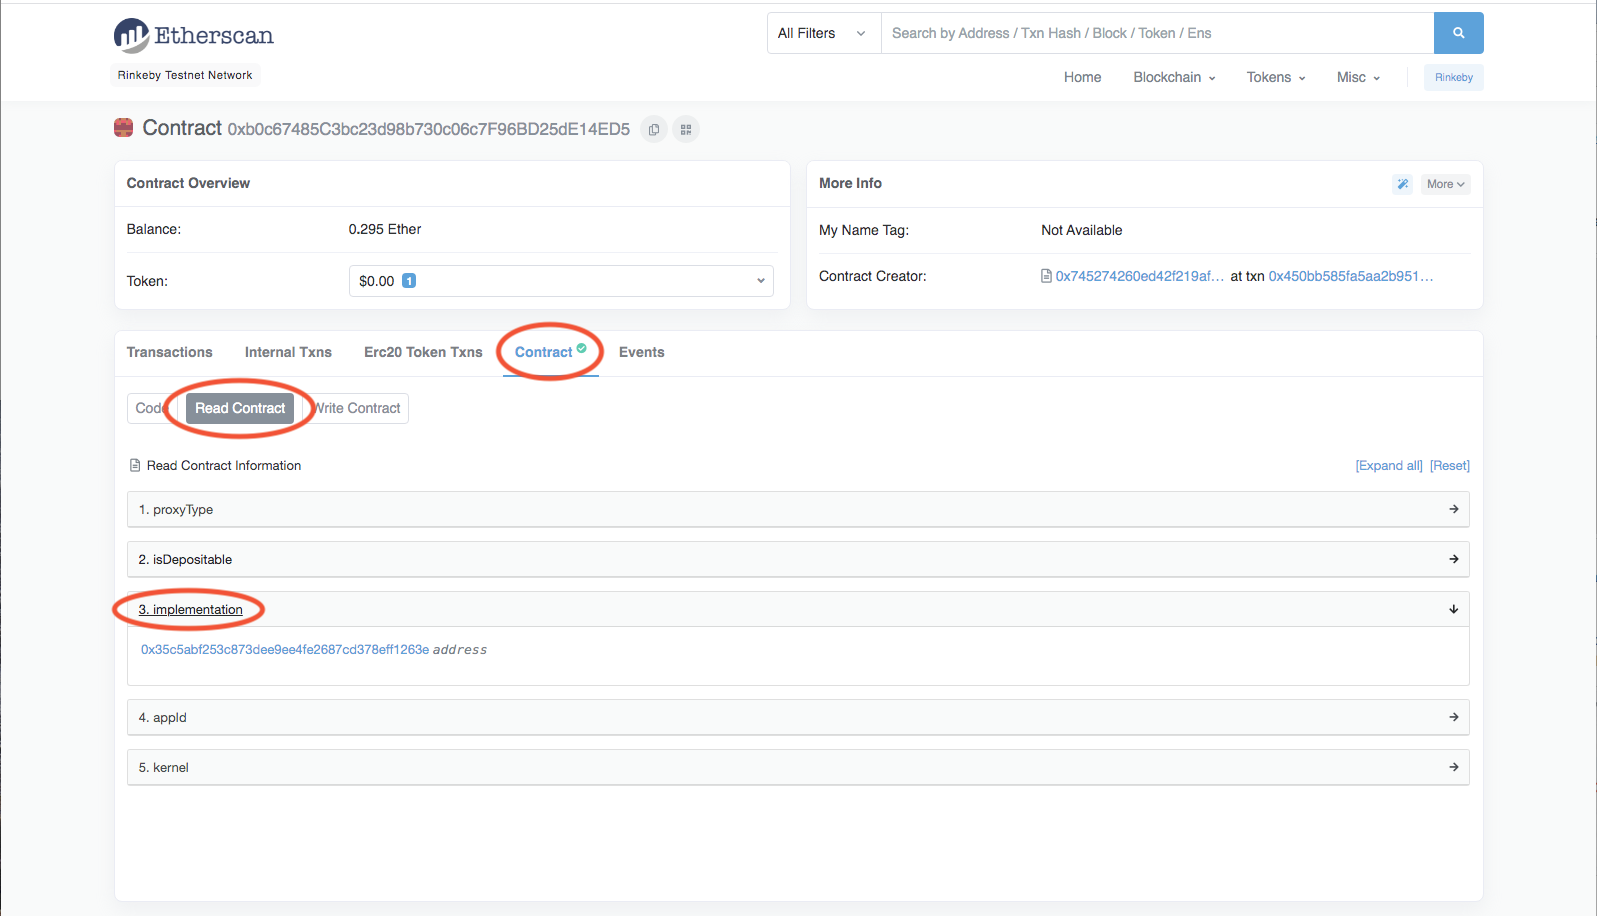 Etherscan
All Filters
Search by Address / Txn Hash / Block / Token / Ens
Rinkeby Testnet Network
Home Blockchain Tokens Misc Rinkeby
Contract 0xb0c67485C3bc23d98b730c06c7F96BD25dE14ED5
Contract Overview
Balance: 0.295 Ether
Token: $0.00 1
More Info
More
My Name Tag: Not Available
Contract Creator: 0x745274260ed42f219af... at txn 0x450bb585fa5aa2b951...
Transactions Internal Txns Erc20 Token Txns Contract Events
Code Read Contract Write Contract
Read Contract Information
[Expand all] [Reset]
1. proxyType
2. isDepositable
3. implementation
0x35c5abf253c873dee9ee4fe2687cd378eff1263e address
4. appId
5. kernel